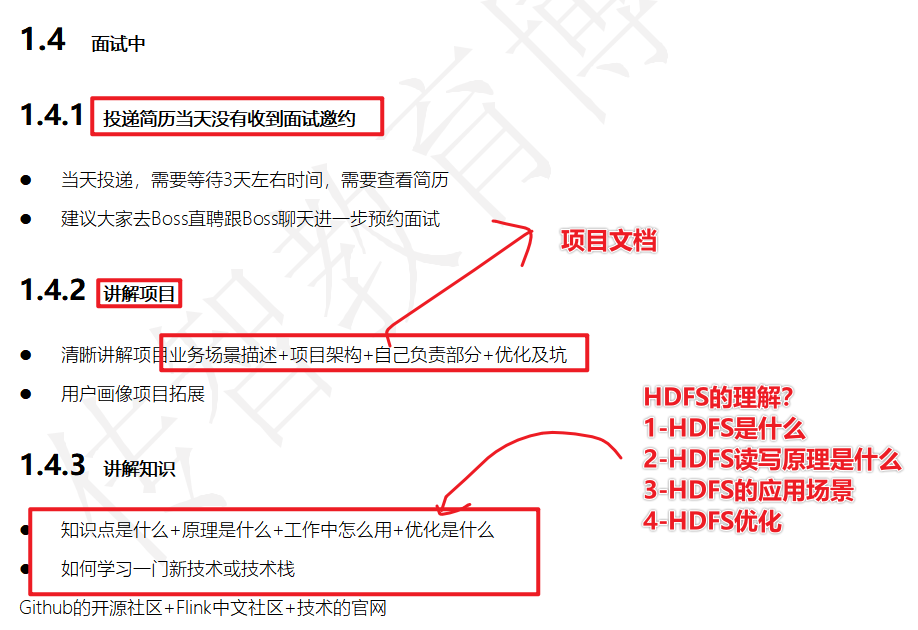 1.4 面试中
1.4.1 投递简历当天没有收到面试邀约
● 当天投递，需要等待3天左右时间，需要查看简历
● 建议大家去Boss直聘跟Boss聊天进一步预约面试
项目文档
1.4.2 讲解项目
● 清晰讲解项目业务场景描述+项目架构+自己负责部分+优化及坑
● 用户画像项目拓展
HDFS的理解?
1-HDFS是什么
2-HDFS读写原理是什么
3-HDFS的应用场景
4-HDFS优化
1.4.3 讲解知识
● 知识点是什么+原理是什么+工作中怎么用+优化是什么
● 如何学习一门新技术或技术栈
Github的开源社区+Flink中文社区+技术的官网
传智教育博